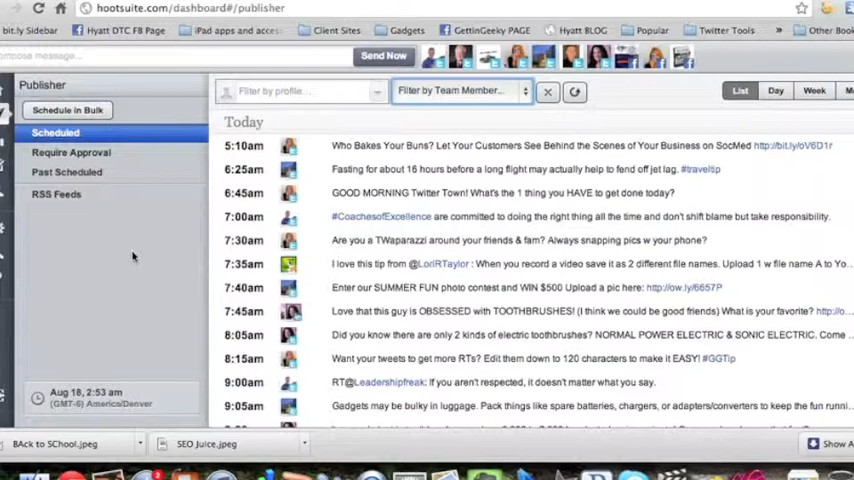 hootsuite.com/dashboard#/publisher
bit.ly Sidebar
Hyatt DTC FB Page
iPad apps and acces
Client Sites
Gadgets
GettinGeeky PAGE
Hyatt BLOG
Popular
Twitter Tools
Other Book
ompose message...
Send Now
Publisher
Filter by profile...
Filter by Team Member...
List
Day
Week
Schedule in Bulk
Today
Scheduled
Require Approval
Past Scheduled
RSS Feeds
5:10am Who Bakes Your Buns? Let Your Customers See Behind the Scenes of Your Business on SocMed http://bit.ly/oV6D1r
6:25am Fasting for about 16 hours before a long flight may actually help to fend off jet lag. #traveltip
6:45am GOOD MORNING Twitter Town! What's the 1 thing you HAVE to get done today?
7:00am #CoachesofExcellence are committed to doing the right thing all the time and don't shift blame but take responsibility.
7:30am Are you a TWaparazzi around your friends & fam? Always snapping pics w your phone?
7:35am I love this tip from @LoriRTaylor : When you record a video save it as 2 different file names. Upload 1 w file name A to Yo...
7:40am Enter our SUMMER FUN photo contest and WIN $500 Upload a pic here: http://ow.ly/6657P
7:45am Love that this guy is OBSESSED with TOOTHBRUSHES! (I think we could be good friends) What is your favorite? http://o...
8:05am Did you know there are only 2 kinds of electric toothbrushes? NORMAL POWER ELECTRIC & SONIC ELECTRIC. Come ...
8:15am Want your tweets to get more RTs? Edit them down to 120 characters to make it EASY! #GGTip
9:00am RT@Leadershipfreak: If you aren't respected, it doesn't matter what you say.
9:05am Gadgets may be bulky in luggage. Pack things like spare batteries, chargers, or adapters/converters to keep the fun runni...
Aug 18, 2:53 am
(GMT-6) America/Denver
BAck to SChool.jpeg
SEO Juice.jpeg
Show A